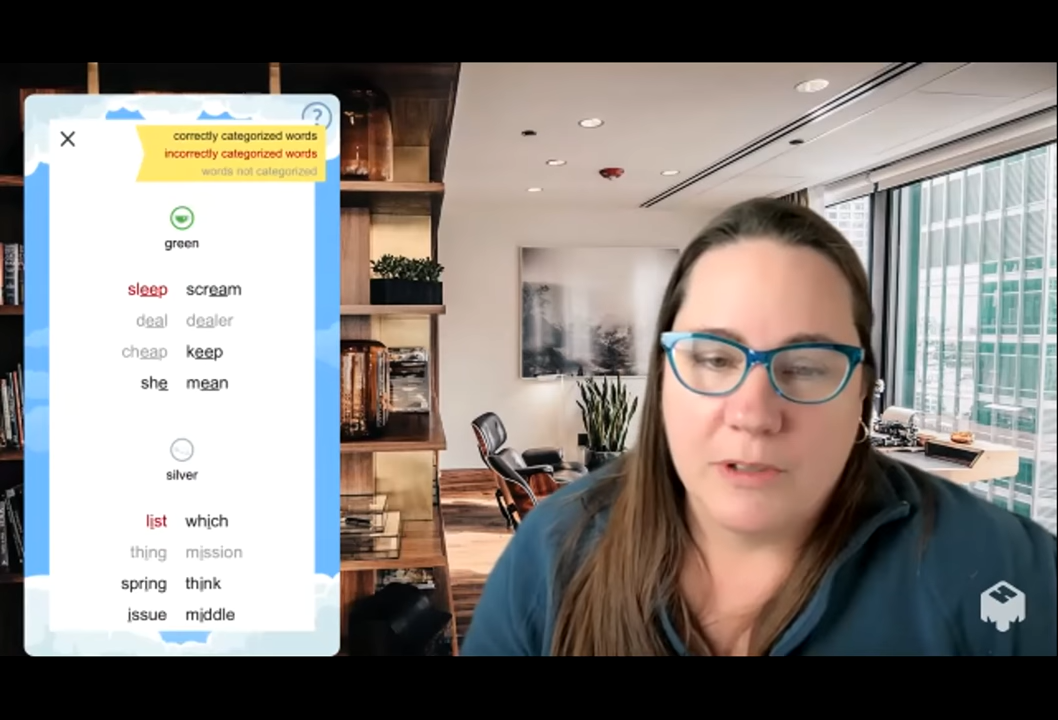 ?
correctly categorized words
incorrectly categorized words
words not categorized
green
sleep scream
deal dealer
cheap keep
she mean
silver
list which
thing mission
spring think
issue middle